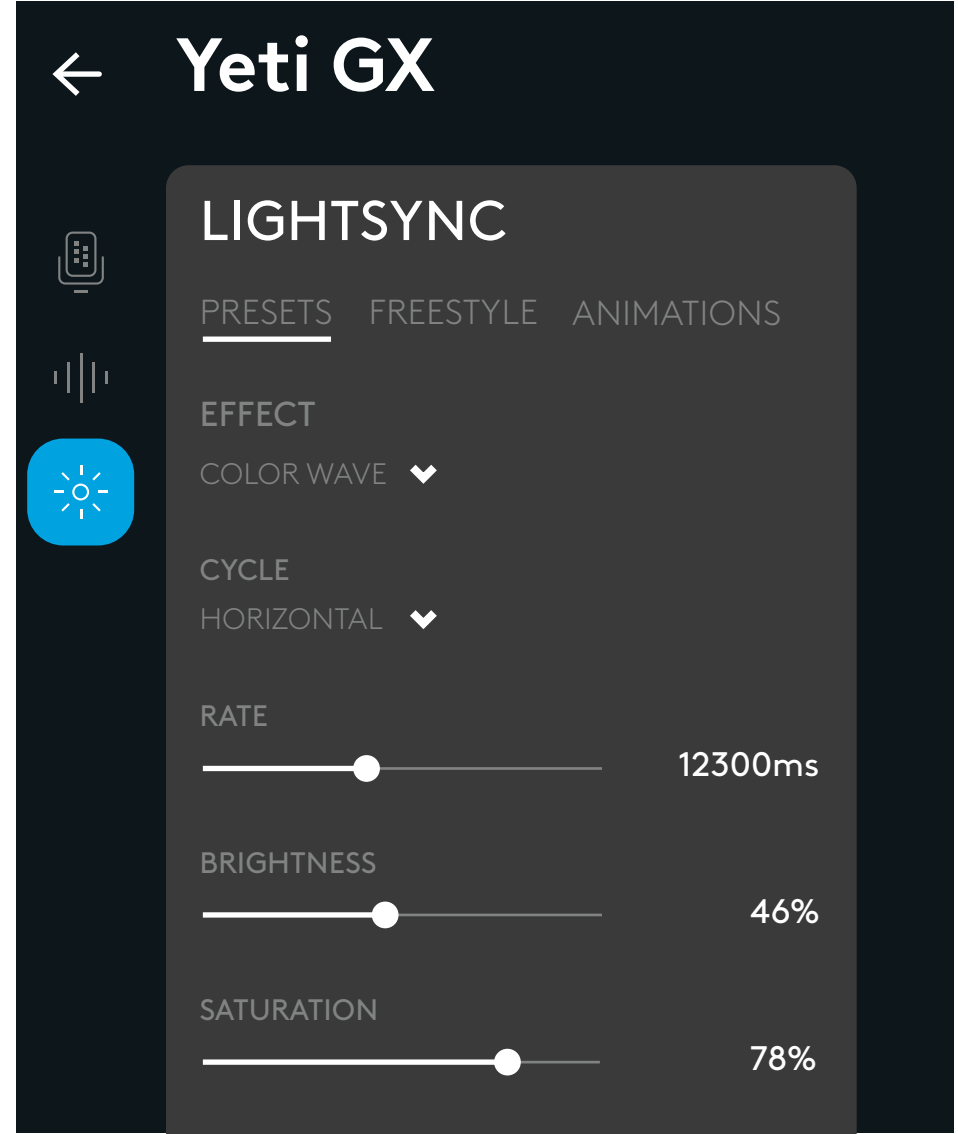 Yeti GX
LIGHTSYNC
PRESETS FREESTYLE ANIMATIONS
EFFECT
COLOR WAVE
CYCLE
HORIZONTAL
RATE
12300ms
BRIGHTNESS
46%
SATURATION
78%